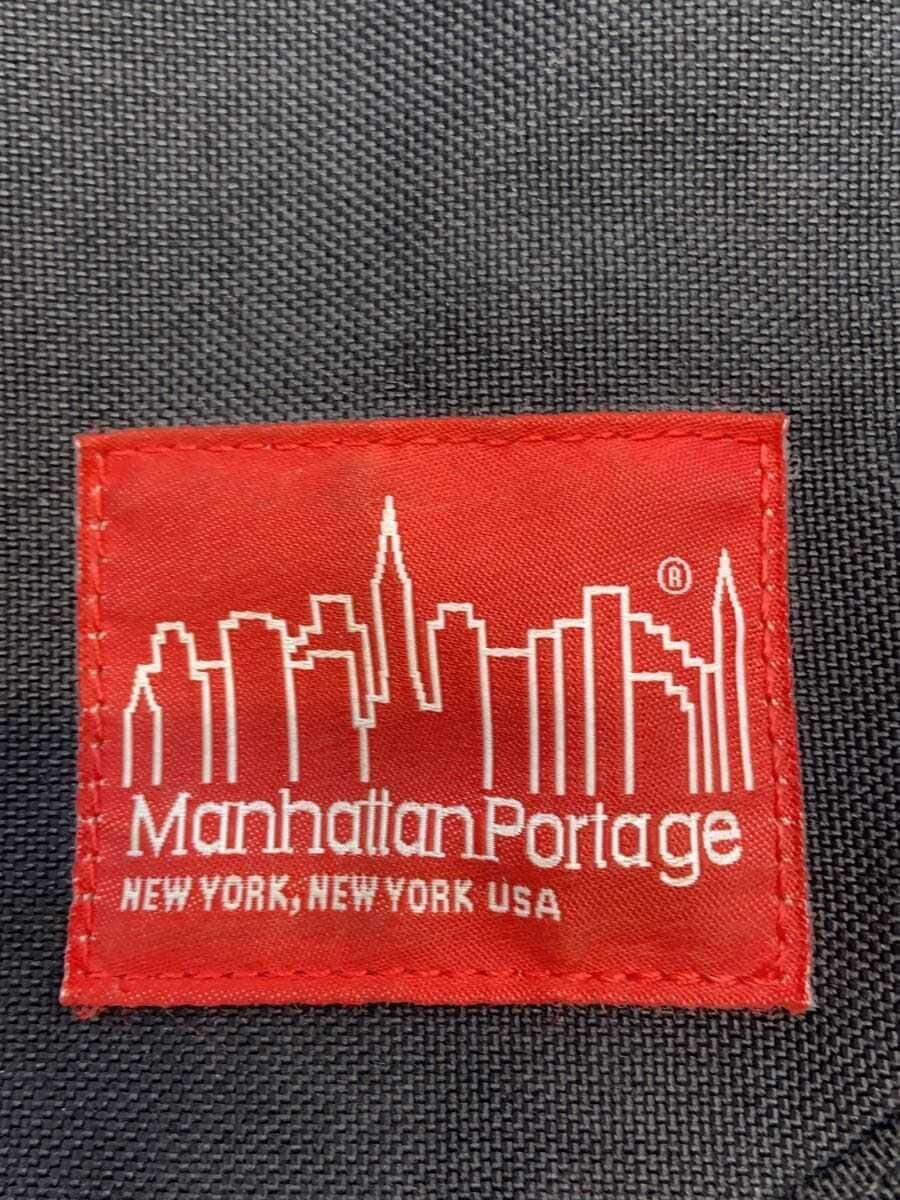 ®
ManhattanPortage
NEW YORK, NEW YORK USA